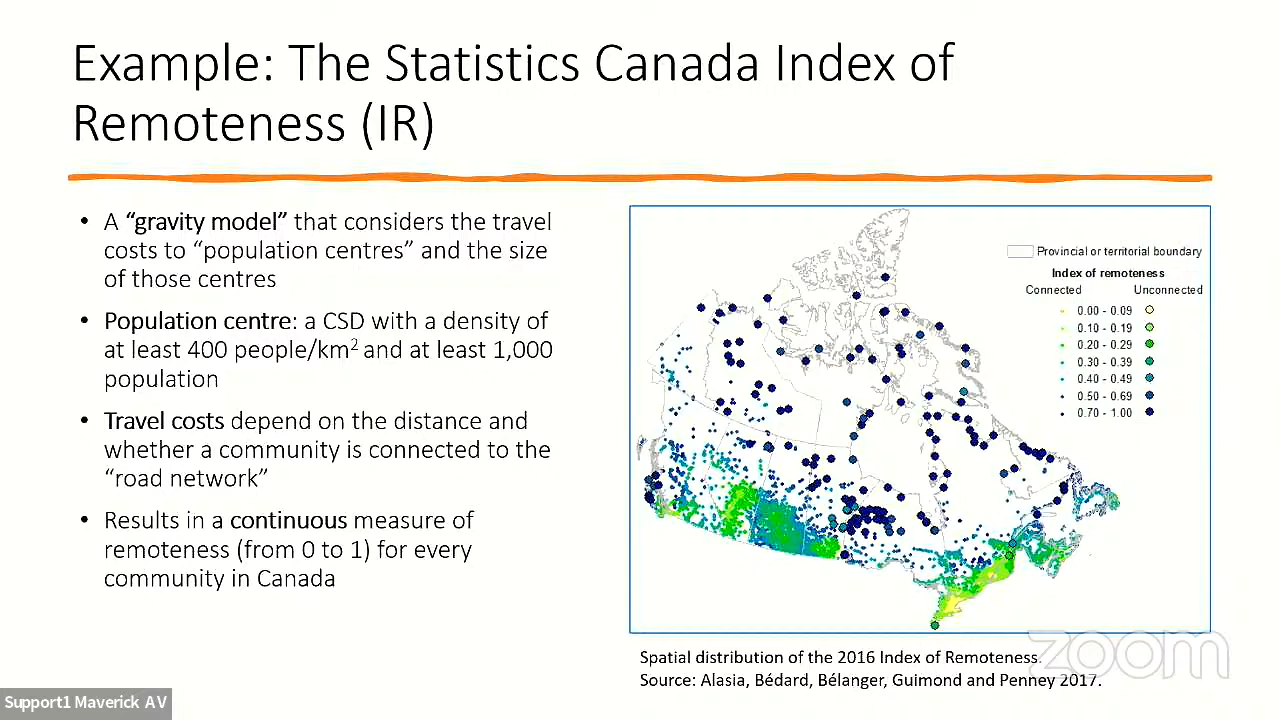 Example: The Statistics Canada Index of
Remoteness (IR)
• A “gravity model” that considers the travel
costs to “population centres” and the size
of those centres
• Population centre: a CSD with a density of
at least 400 people/km² and at least 1,000
population
• Travel costs depend on the distance and
whether a community is connected to the
“road network”
• Results in a continuous measure of
remoteness (from 0 to 1) for every
community in Canada
Provincial or territorial boundary
Index of remoteness
Connected Unconnected
0.00 - 0.09
0.10 - 0.19
0.20 - 0.29
0.30 - 0.39
0.40 - 0.49
0.50 - 0.69
0.70 - 1.00
Spatial distribution of the 2016 Index of Remoteness.
Source: Alasia, Bédard, Bélanger, Guimond and Penney 2017.
zoom
Support1 Maverick AV